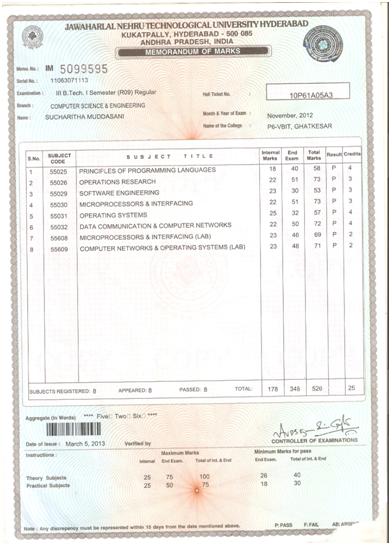 JAWAHARLAL NEHRU TECHNOLOGICAL UNIVERSITY HYDERABAD
KUKATPALLY, HYDERABAD - 500 085
ANDHRA PRADESH, INDIA
MEMORANDUM OF MARKS
Memo No.: IM 5099595
Serial No.: 11063071113
Examination : III B.Tech. I Semester (R09) Regular Hall Ticket No. : 10P61A05A3
Branch : COMPUTER SCIENCE & ENGINEERING
Month & Year of Exam : November, 2012
Name : SUCHARITHA MUDDASANI
Name of the College : P6-VBIT, GHATKESAR
S.No. SUBJECT CODE SUBJECT TITLE Internal Marks End Exam Total Marks Result Credits
1 55025 PRINCIPLES OF PROGRAMMING LANGUAGES 18 40 58 P 4
2 55026 OPERATIONS RESEARCH 22 51 73 P 3
3 55029 SOFTWARE ENGINEERING 23 30 53 P 3
4 55030 MICROPROCESSORS & INTERFACING 22 51 73 P 3
5 55031 OPERATING SYSTEMS 25 32 57 P 4
6 55032 DATA COMMUNICATION & COMPUTER NETWORKS 22 50 72 P 4
7 55608 MICROPROCESSORS & INTERFACING (LAB) 23 46 69 P 2
8 55609 COMPUTER NETWORKS & OPERATING SYSTEMS (LAB) 23 48 71 P 2
SUBJECTS REGISTERED: 8 APPEARED: 8 PASSED: 8 TOTAL: 178 348 526 25
Aggregate (in Words) **** Five Two Six ****
CONTROLLER OF EXAMINATIONS
Date of Issue : March 5, 2013 Verified by
Instructions : Maximum Marks Minimum Marks for pass
Internal End Exam. Total of Int. & End End Exam. Total of Int. & End
Theory Subjects 25 75 100 26 40
Practical Subjects 25 50 75 18 30
Note : Any discrepancy must be represented within 15 days from the date mentioned above. P: PASS F: FAIL